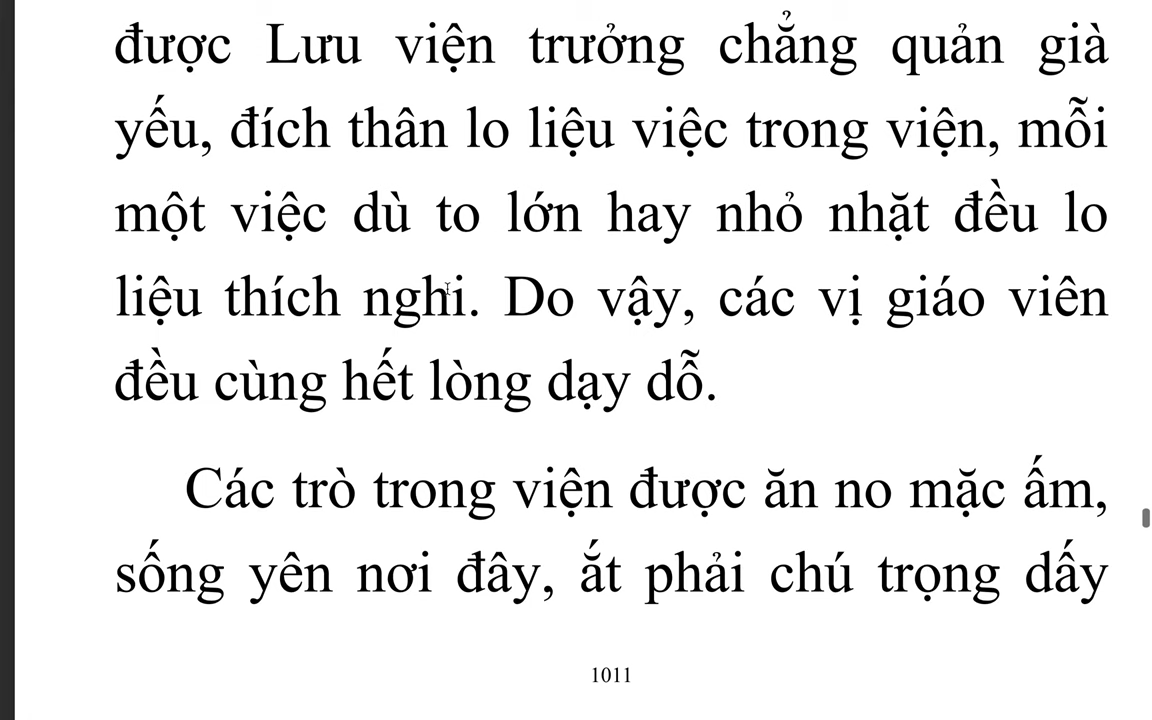 được Lưu viện trưởng chẳng quản già
yếu, đích thân lo liệu việc trong viện, mỗi
một việc dù to lớn hay nhỏ nhặt đều lo
liệu thích nghi. Do vậy, các vị giáo viên
đều cùng hết lòng dạy dỗ.
Các trò trong viện được ăn no mặc ấm,
sống yên nơi đây, ắt phải chú trọng dấy
1011